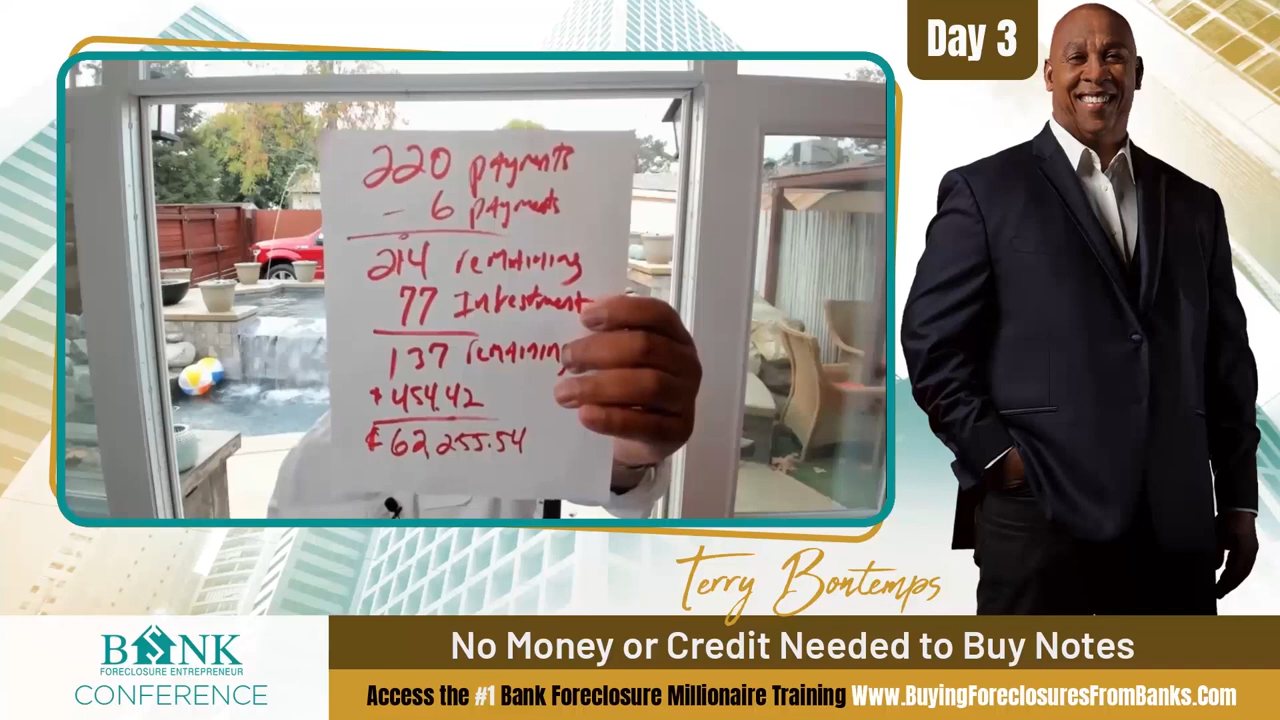 Day 3
220 payments
- 6 payments
214 remaining
77 Investment
137 remaining
454.42
62,255.54
Terry Bontemps
BANK
FORECLOSURE ENTREPRENEUR
CONFERENCE
No Money or Credit Needed to Buy Notes
Access the #1 Bank Foreclosure Millionaire Training Www.BuyingForeclosuresFromBanks.Com